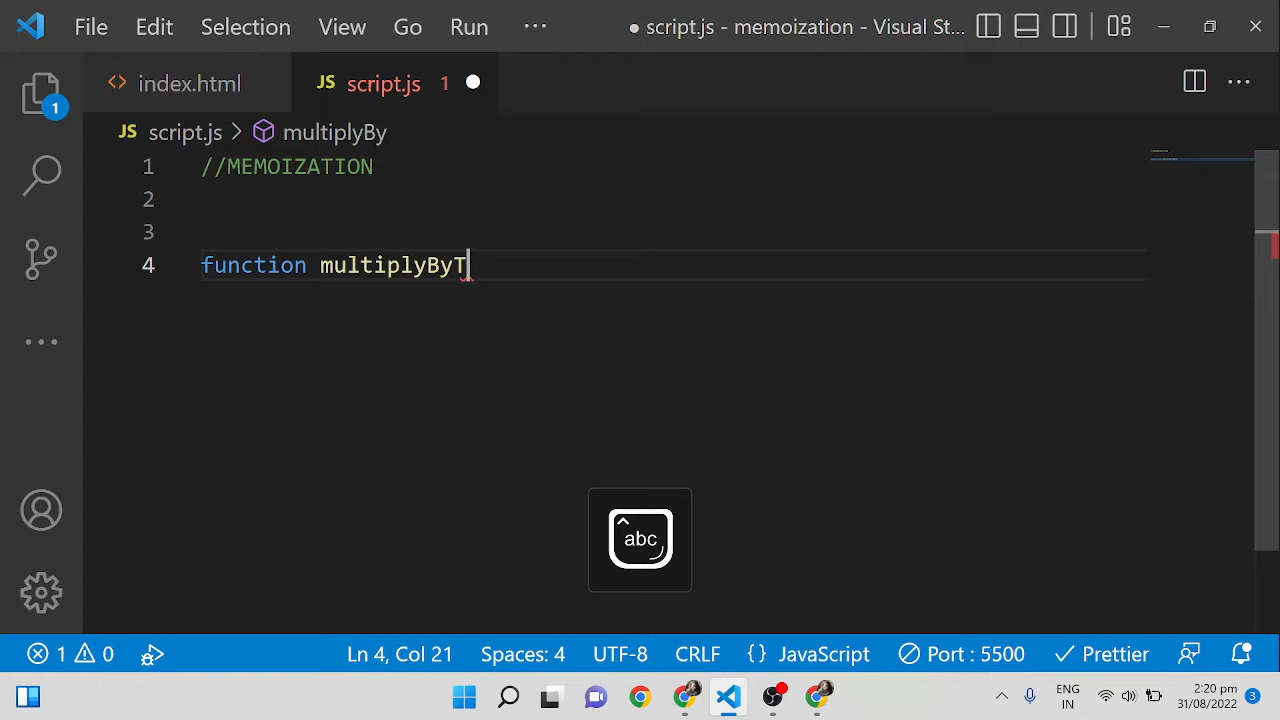 File Edit Selection View Go Run ··· ● script.js - memoization - Visual St...
index.html JS script.js 1
1
JS script.js > multiplyBy
1 //MEMOIZATION
2
3
4 function multiplyByT
abc
1 0 Ln 4, Col 21 Spaces: 4 UTF-8 CRLF {} JavaScript Port : 5500 Prettier
ENG
IN
2:20 pm
31/08/2022
3